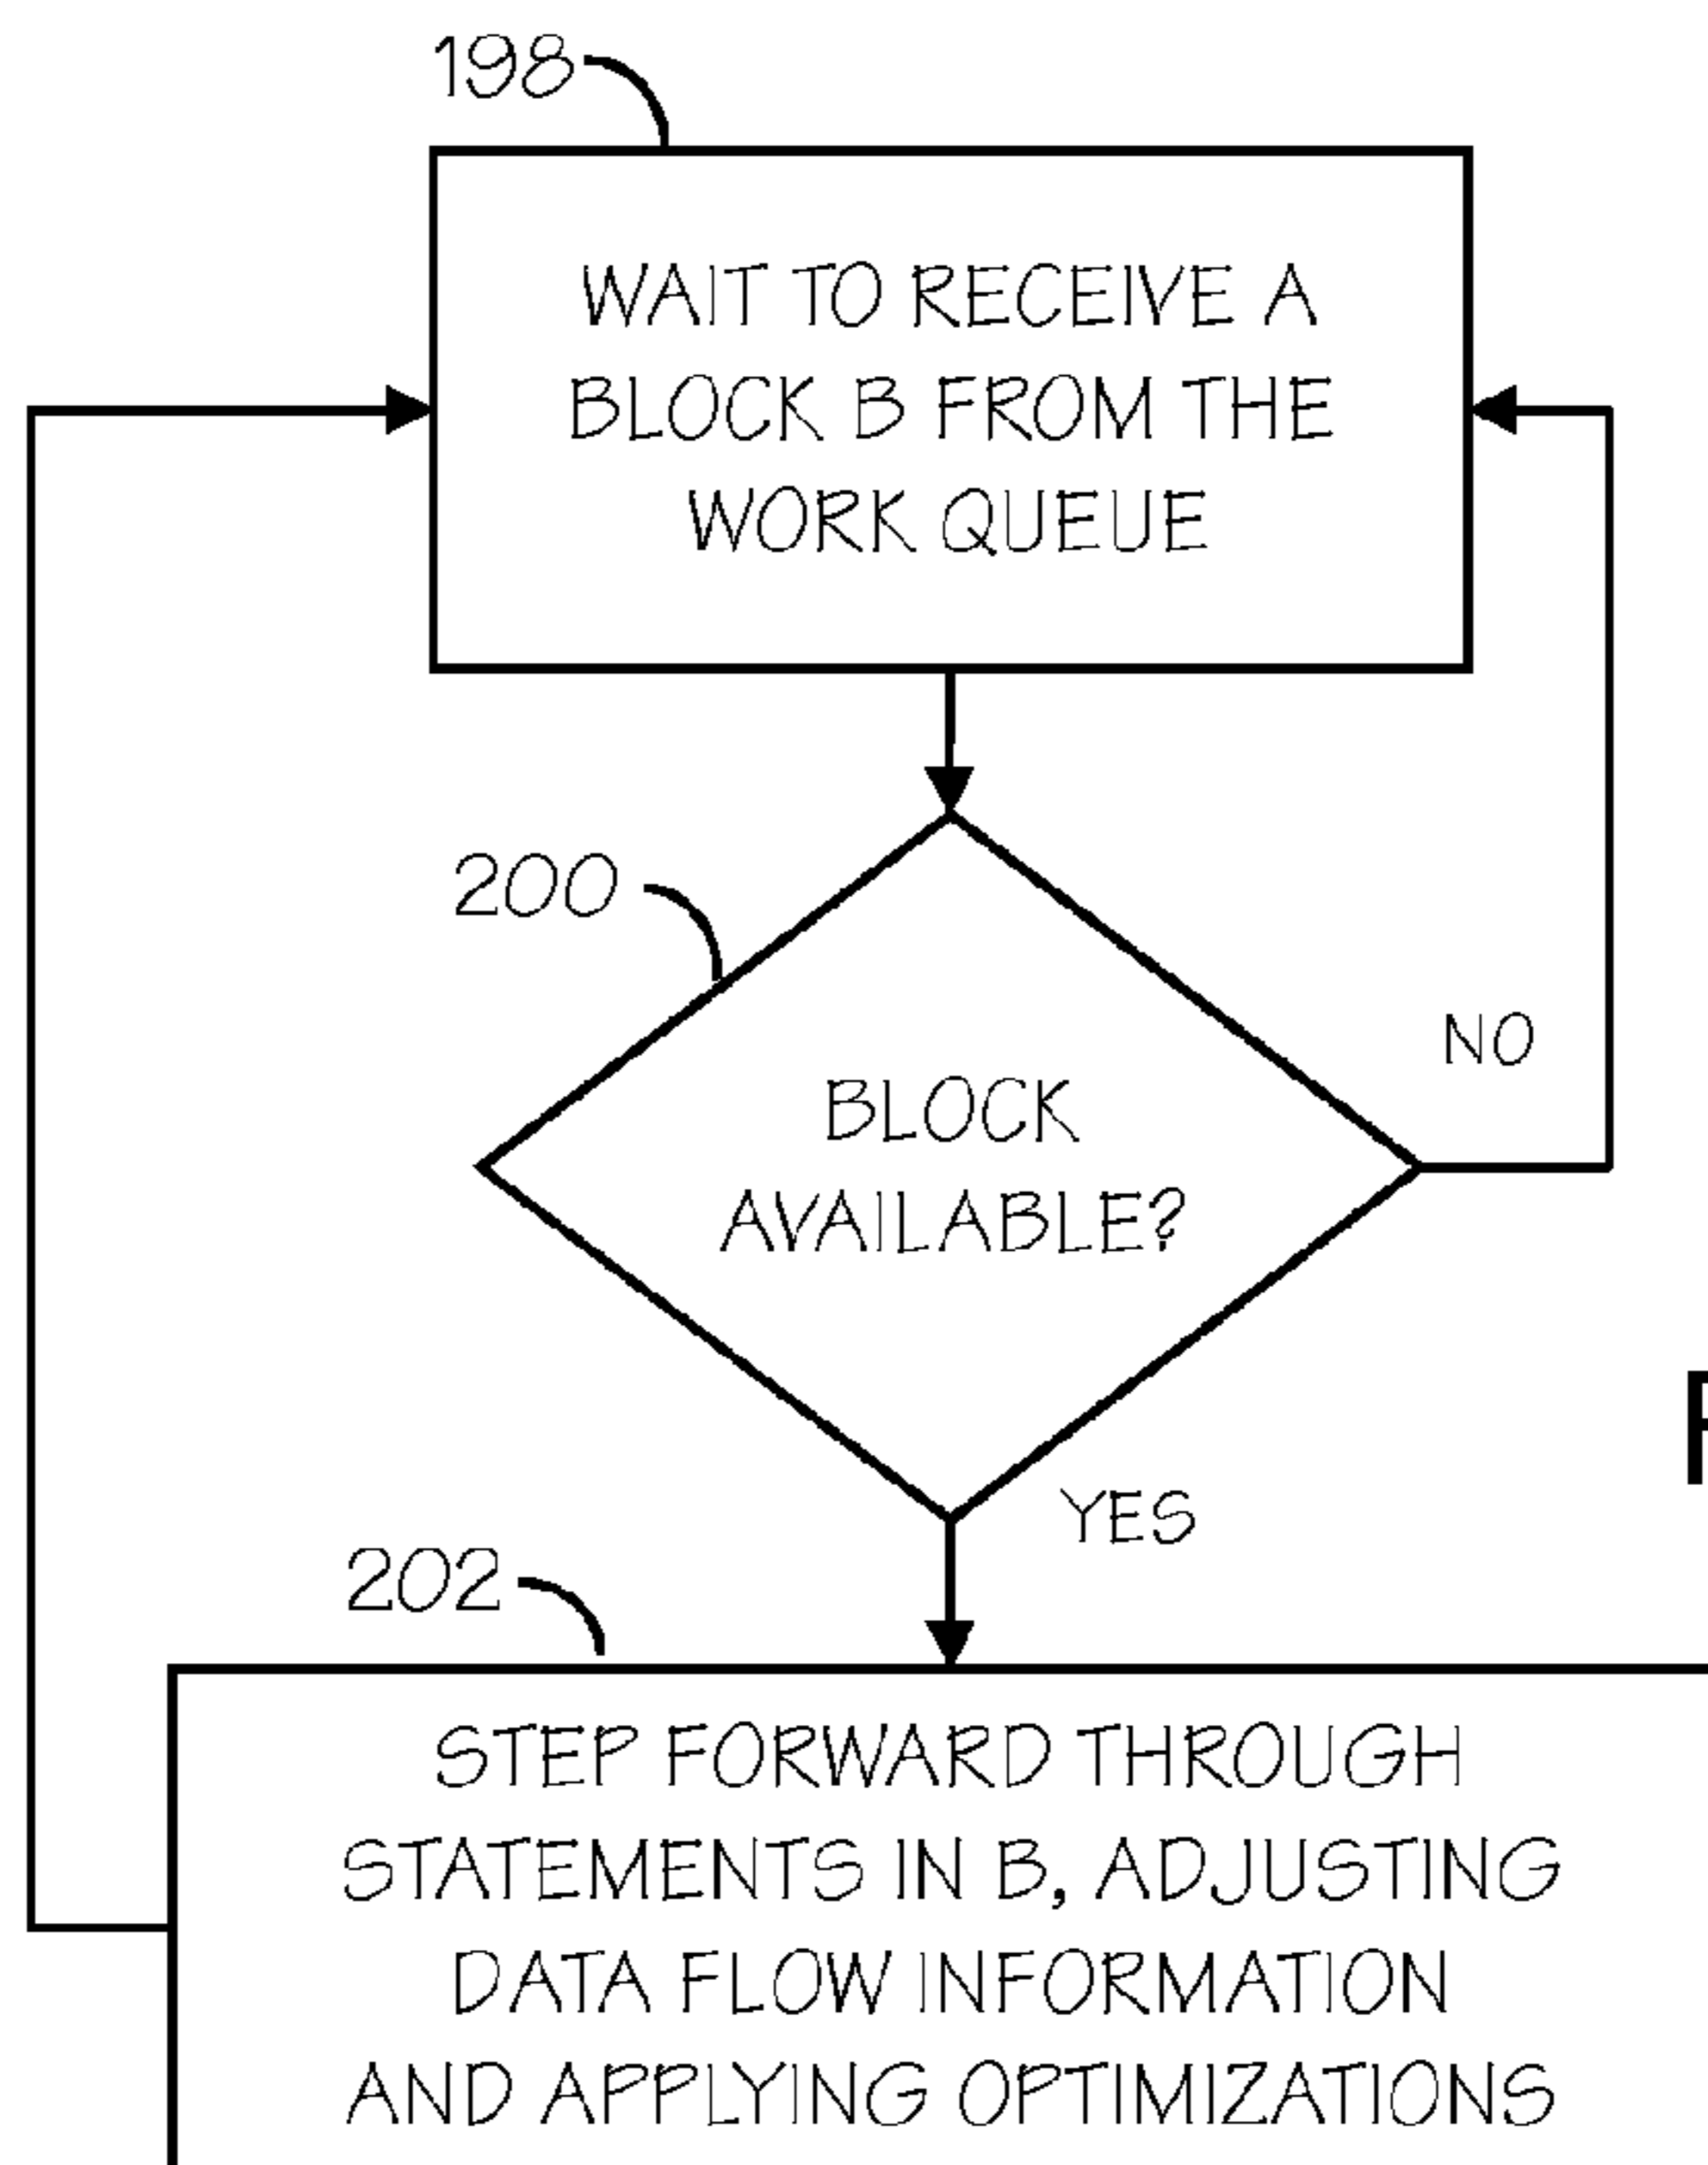 198
WAIT TO RECEIVE A
BLOCK B FROM THE
WORK QUEUE
200
NO
BLOCK
AVAILABLE?
YES
202
STEP FORWARD THROUGH
STATEMENTS IN B, ADJUSTING
DATA FLOW INFORMATION
AND APPLYING OPTIMIZATIONS